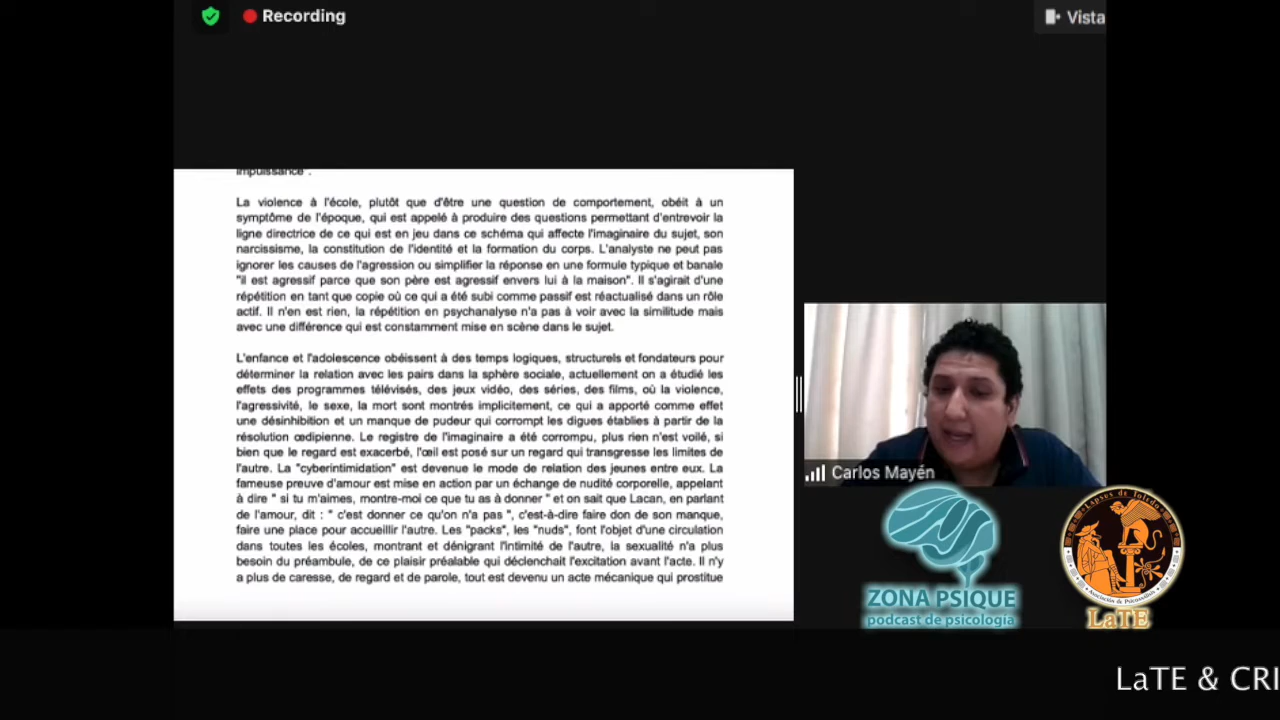 Recording
Vista
impuissance".
La violence à l'école, plutôt que d'être une question de comportement, obéit à un
symptôme de l'époque, qui est appelé à produire des questions permettant d'entrevoir la
ligne directrice de ce qui est en jeu dans ce schéma qui affecte l'imaginaire du sujet, son
narcissisme, la constitution de l'identité et la formation du corps. L'analyste ne peut pas
ignorer les causes de l'agression ou simplifier la réponse en une formule typique et banale
"il est agressif parce que son père est agressif envers lui à la maison". Il s'agirait d'une
répétition en tant que copie où ce qui a été subi comme passif est réactualisé dans un rôle
actif. Il n'en est rien, la répétition en psychanalyse n'a pas à voir avec la similitude mais
avec une différence qui est constamment mise en scène dans le sujet.
L'enfance et l'adolescence obéissent à des temps logiques, structurels et fondateurs pour
déterminer la relation avec les pairs dans la sphère sociale, actuellement on a étudié les
effets des programmes télévisés, des jeux vidéo, des séries, des films, où la violence,
l'agressivité, le sexe, la mort sont montrés implicitement, ce qui a apporté comme effet
une désinhibition et un manque de pudeur qui corrompt les digues établies à partir de la
résolution œdipienne. Le registre de l'imaginaire a été corrompu, plus rien n'est voilé, si
bien que le regard est exacerbé, l'œil est posé sur un regard qui transgresse les limites de
l'autre. La "cyberintimidation" est devenue le mode de relation des jeunes entre eux. La
fameuse preuve d'amour est mise en action par un échange de nudité corporelle, appelant
à dire " si tu m'aimes, montre-moi ce que tu as à donner " et on sait que Lacan, en parlant
de l'amour, dit : " c'est donner ce qu'on n'a pas ", c'est-à-dire faire don de son manque,
faire une place pour accueillir l'autre. Les "packs", les "nuds", font l'objet d'une circulation
dans toutes les écoles, montrant et dénigrant l'intimité de l'autre, la sexualité n'a plus
besoin du préambule, de ce plaisir préalable qui déclenchait l'excitation avant l'acte. Il n'y
a plus de caresse, de regard et de parole, tout est devenu un acte mécanique qui prostitue
Carlos Mayén
ZONA PSIQUE
podcast de psicología
Lapsus de Toledo
Asociación de Psicoanálisis
LaTE
LaTE & CRI